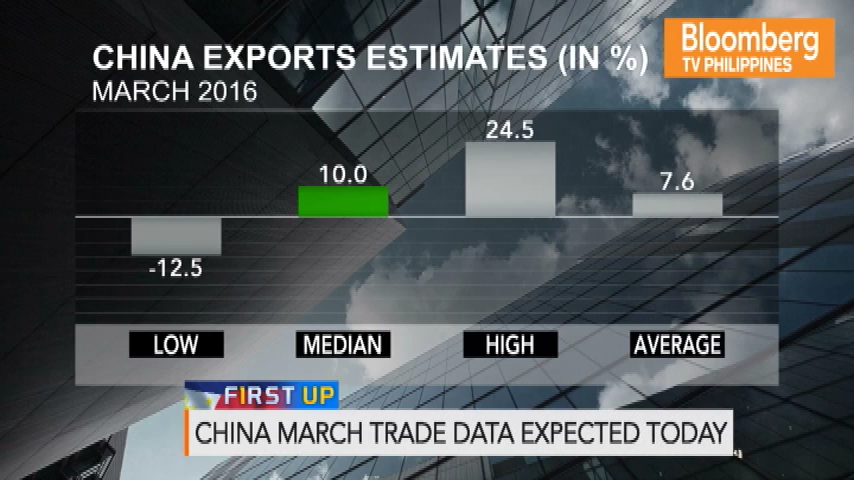 CHINA EXPORTS ESTIMATES (IN %)
MARCH 2016
Bloomberg
TV PHILIPPINES
24.5
10.0
7.6
-12.5
LOW
MEDIAN
HIGH
AVERAGE
FIRST UP
CHINA MARCH TRADE DATA EXPECTED TODAY